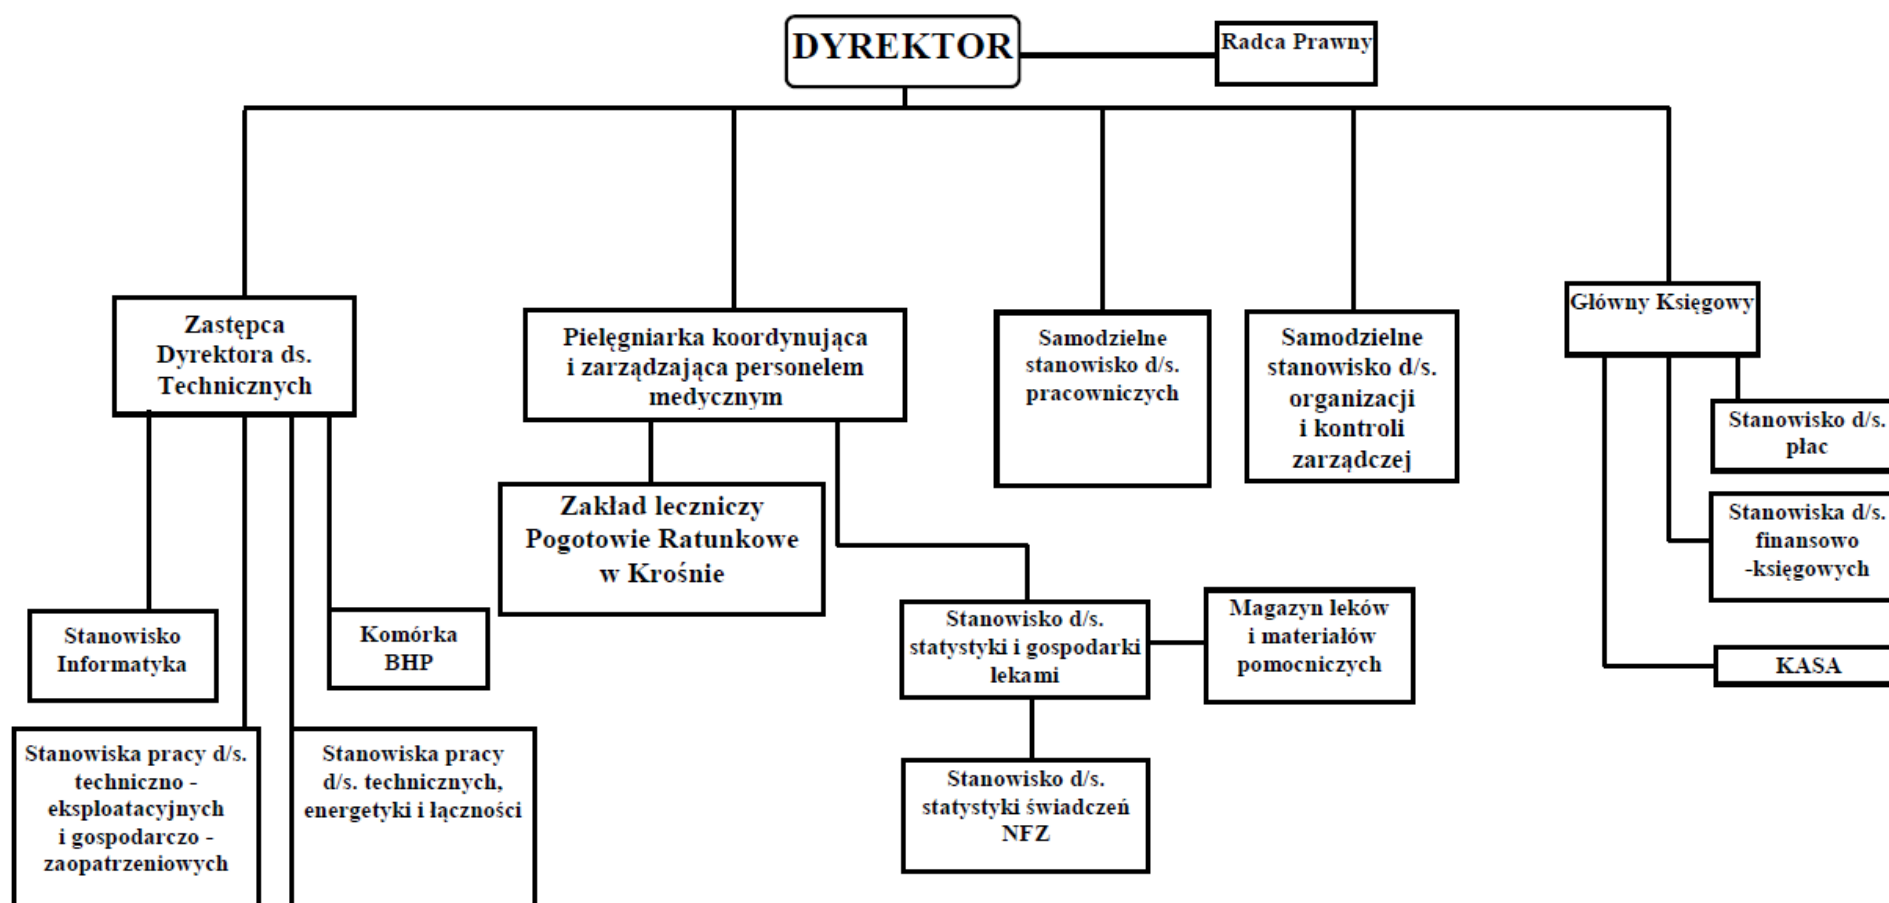 DYREKTOR
Radca Prawny
Zastępca
Dyrektora ds.
Technicznych
Pielęgniarka koordynująca
i zarządzająca personelem
medycznym
Samodzielne
stanowisko d/s.
pracowniczych
Samodzielne
stanowisko d/s.
organizacji
i kontroli
zarządczej
Główny Księgowy
Stanowisko d/s.
płac
Zakład leczniczy
Pogotowie Ratunkowe
w Krośnie
Stanowiska d/s.
finansowo
-księgowych
Stanowisko
Informatyka
Komórka
BHP
Stanowisko d/s.
statystyki i gospodarki
lekami
Magazyn leków
i materiałów
pomocniczych
KASA
Stanowiska pracy d/s.
techniczno -
eksploatacyjnych
i gospodarczo -
zaopatrzeniowych
Stanowiska pracy
d/s. technicznych,
energetyki i łączności
Stanowisko d/s.
statystyki świadczeń
NFZ